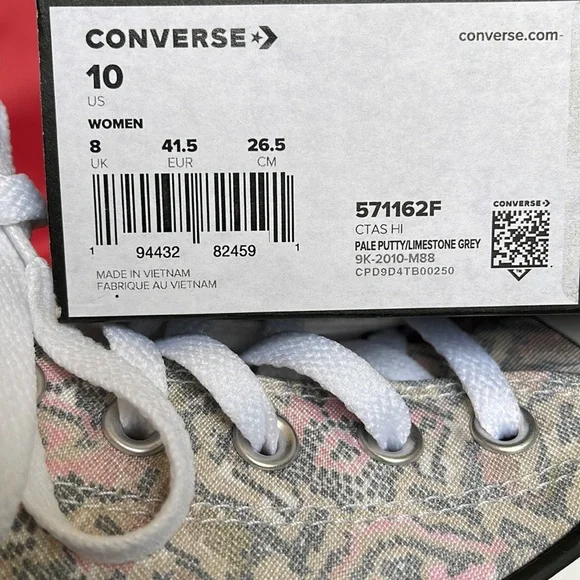 CONVERSE
converse.com
10
US
WOMEN
8 41.5 26.5
UK EUR CM
1 94432 82459 1
MADE IN VIETNAM
FABRIQUE AU VIETNAM
571162F
CTAS HI
PALE PUTTY/LIMESTONE GREY
9K-2010-M88
CPD9D4TB00250
CONVERSE